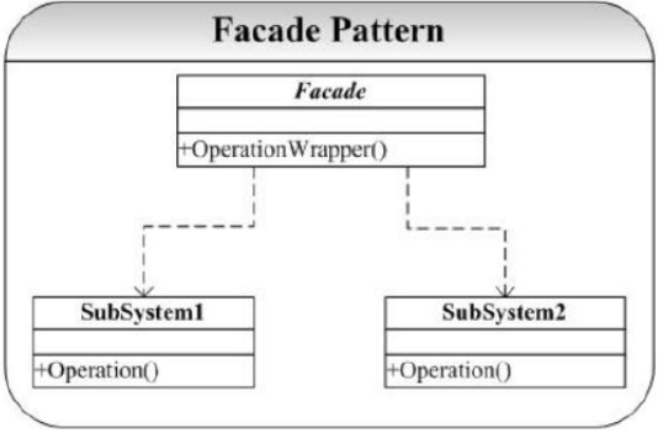 Facade Pattern
Facade
+OperationWrapper()
SubSystem1
+Operation()
SubSystem2
+Operation()